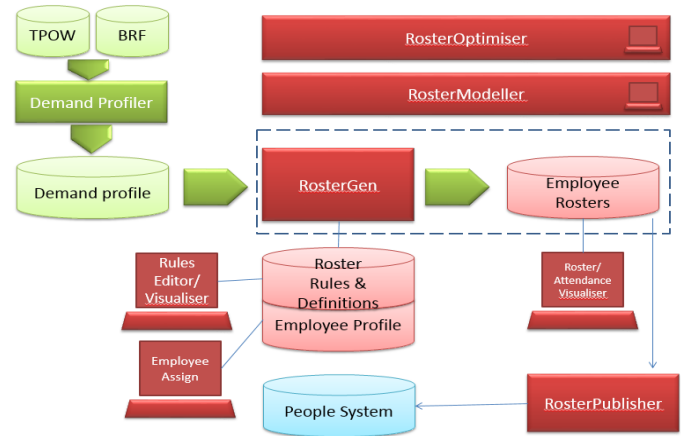 TPOW
BRF
RosterOptimiser
RosterModeller
Demand Profiler
Demand profile
RosterGen
Employee
Rosters
Rules
Editor/
Visualiser
Roster
Rules &
Definitions
Employee Profile
Roster/
Attendance
Visualiser
Employee
Assign
People System
RosterPublisher